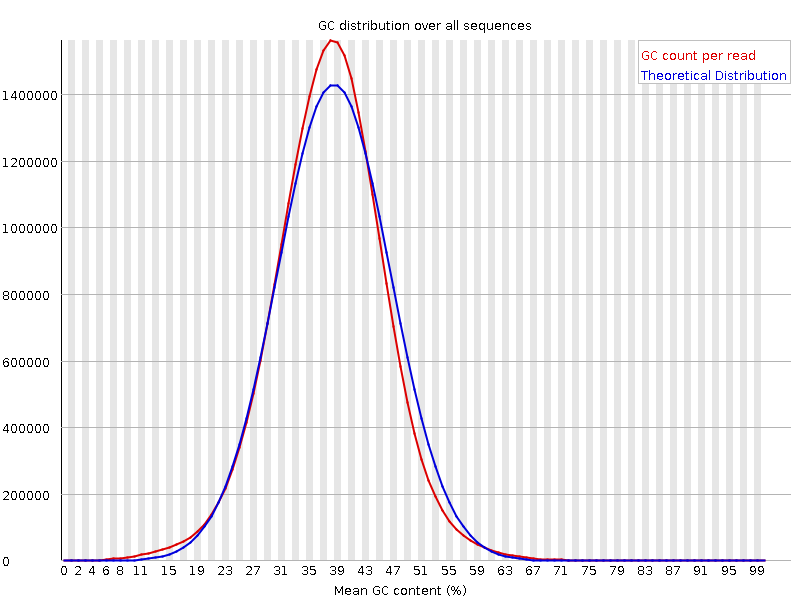 GC distribution over all sequences
GC count per read
Theoretical Distribution
1400000
1200000
1000000
800000
600000
400000
200000
0
0 2 4 6 8 11 15 19 23 27 31 35 39 43 47 51 55 59 63 67 71 75 79 83 87 91 95 99
Mean GC content (%)